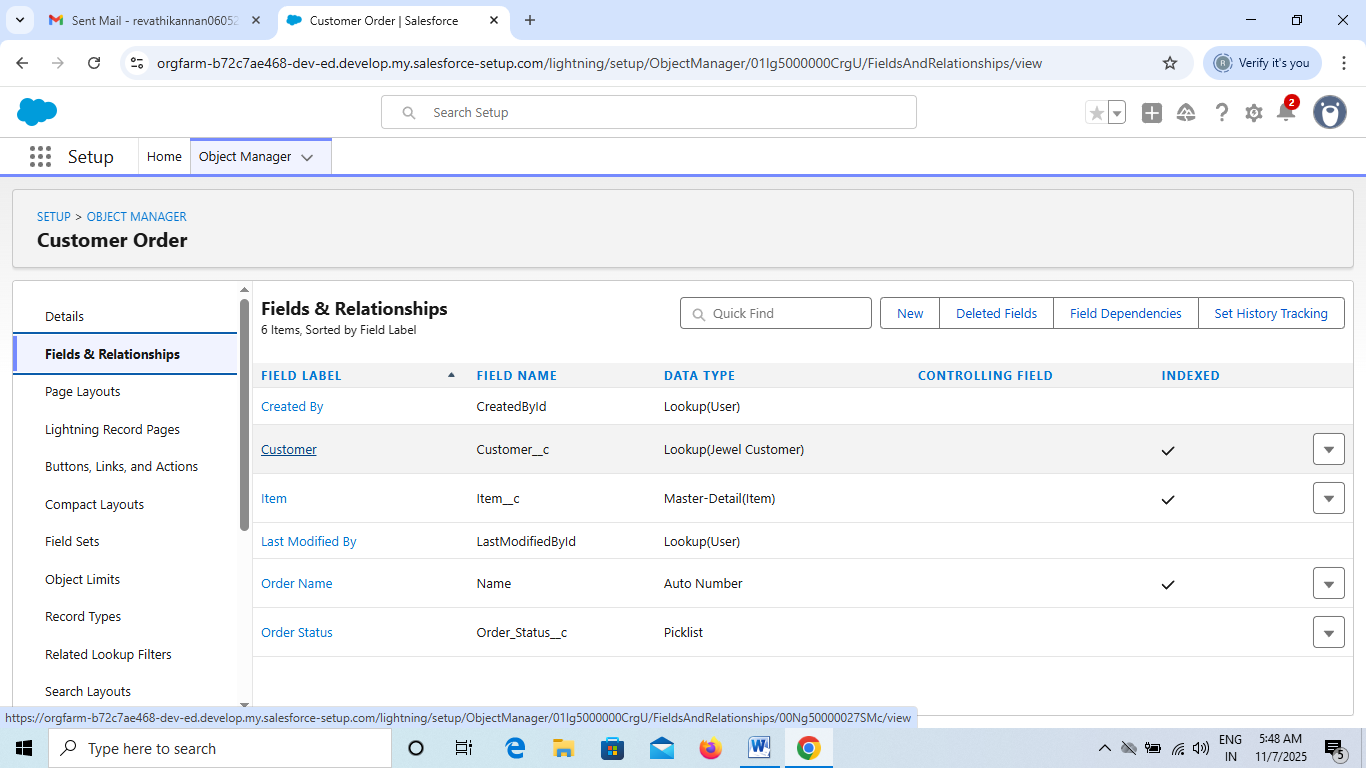 Sent Mail - revathikannan06052
Customer Order | Salesforce
orgfarm-b72c7ae468-dev-ed.develop.my.salesforce-setup.com/lightning/setup/ObjectManager/01Ig5000000CrgU/FieldsAndRelationships/view
R
Verify it's you
Search Setup
2
Setup
Home
Object Manager
SETUP > OBJECT MANAGER
Customer Order
Details
Fields & Relationships
Page Layouts
Lightning Record Pages
Buttons, Links, and Actions
Compact Layouts
Field Sets
Object Limits
Record Types
Related Lookup Filters
Search Layouts
Fields & Relationships
6 Items, Sorted by Field Label
Quick Find
New
Deleted Fields
Field Dependencies
Set History Tracking
FIELD LABEL FIELD NAME DATA TYPE CONTROLLING FIELD INDEXED
Created By CreatedById Lookup(User)
Customer Customer__c Lookup(Jewel Customer)
Item Item__c Master-Detail(Item)
Last Modified By LastModifiedById Lookup(User)
Order Name Name Auto Number
Order Status Order_Status__c Picklist
https://orgfarm-b72c7ae468-dev-ed.develop.my.salesforce-setup.com/lightning/setup/ObjectManager/01Ig5000000CrgU/FieldsAndRelationships/00Ng50000027SMc/view
Type here to search
ENG
IN
5:48 AM
11/7/2025
5